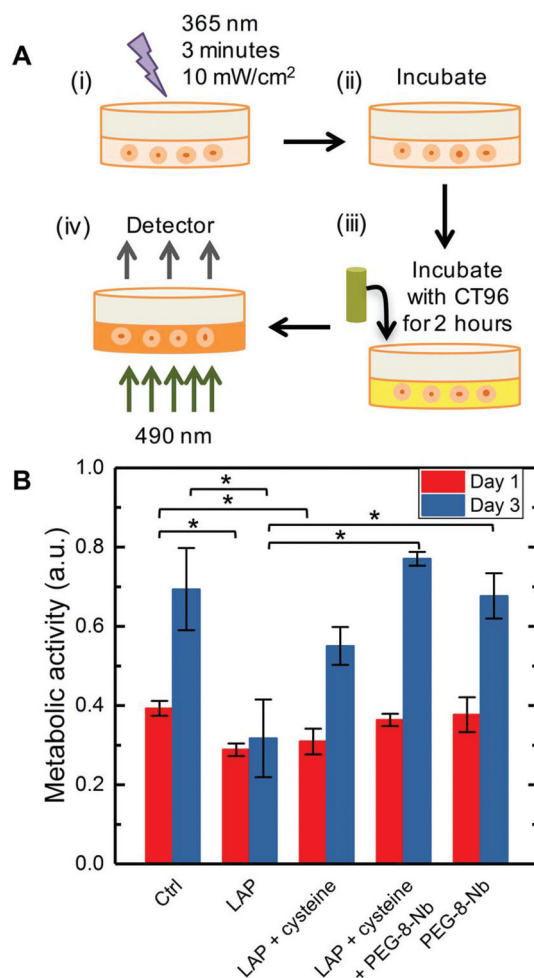 A
365 nm
3 minutes
10 mW/cm²
(i)
(ii)
Incubate
(iv)
Detector
(iii)
Incubate
with CT96
for 2 hours
490 nm
B
Day 1
Day 3
* 
*
*
*
*
Metabolic activity (a.u.)
1.0
0.8
0.6
0.4
0.2
0.0
Ctrl
LAP
LAP + cysteine
LAP + cysteine
+ PEG-8-Nb
PEG-8-Nb